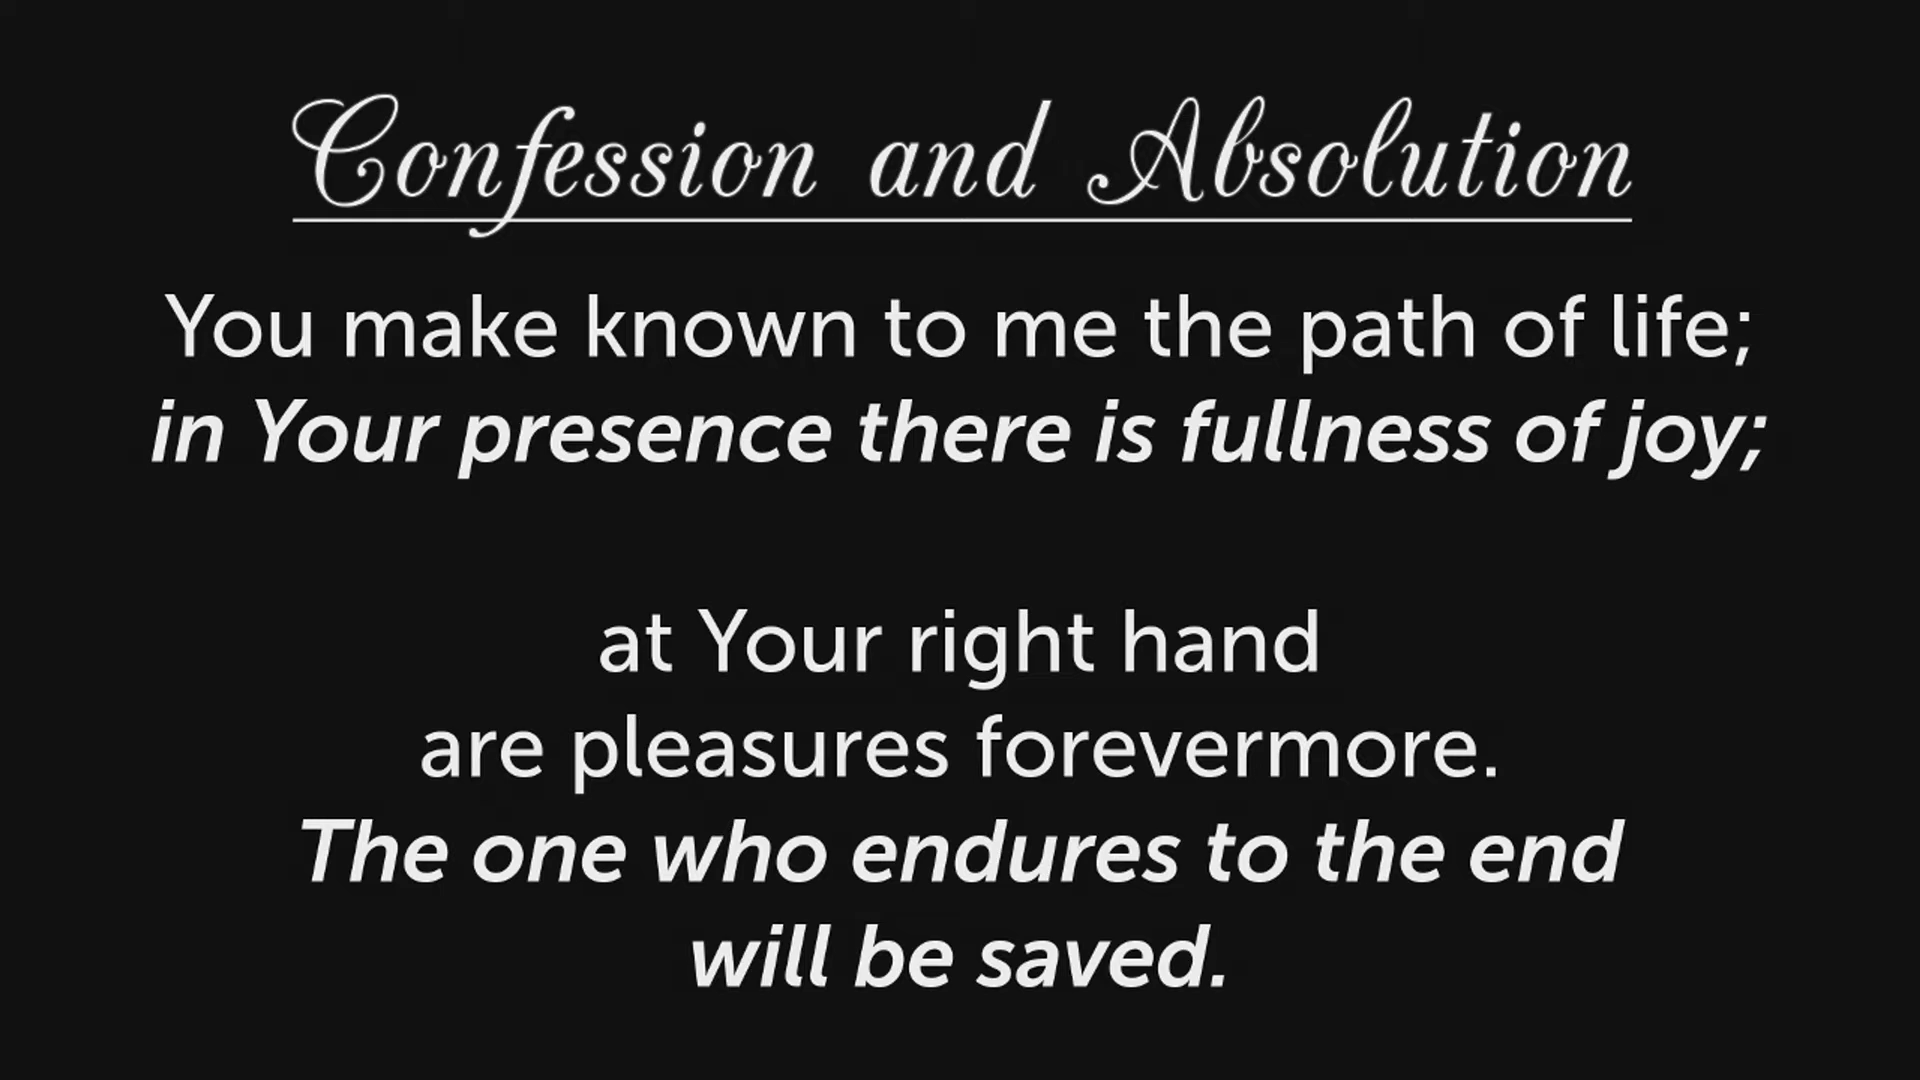 Confession and Absolution
You make known to me the path of life;
in Your presence there is fullness of joy;
at Your right hand
are pleasures forevermore.
The one who endures to the end
will be saved.